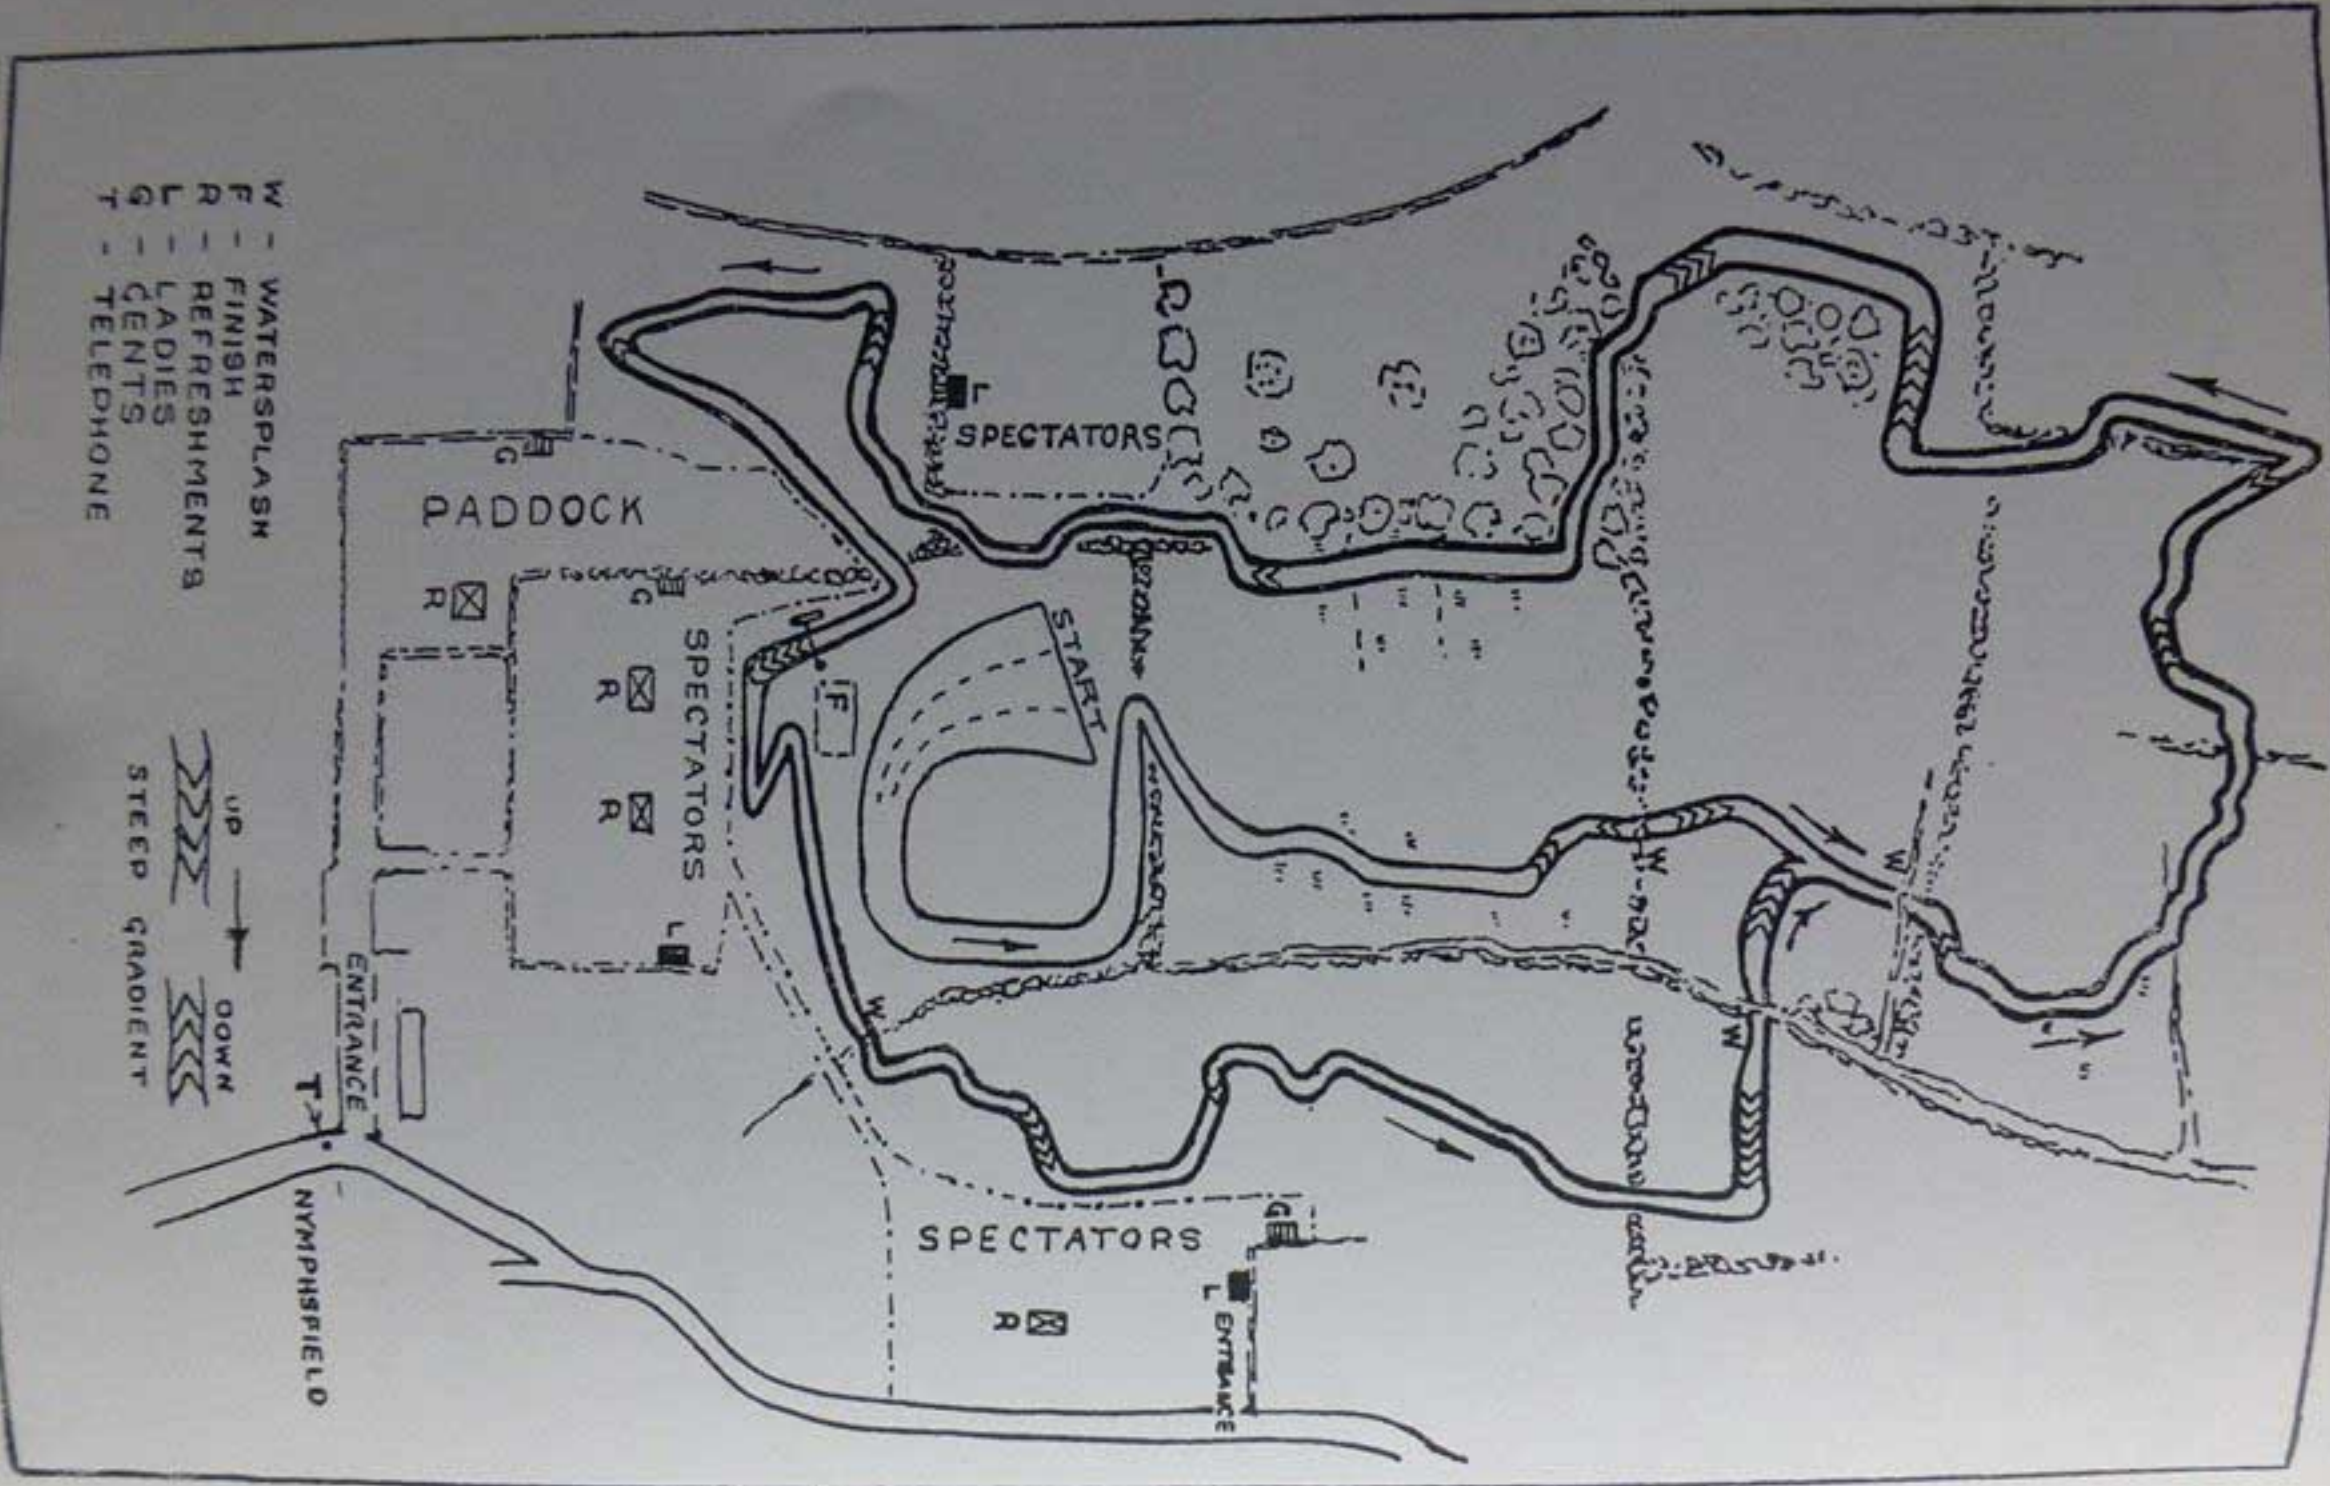 W - WATERSPLASH
F - FINISH
R - REFRESHMENTS
L - LADIES
G - GENTS
T - TELEPHONE
UP
DOWN
STEEP GRADIENT
PADDOCK
G
R
SPECTATORS
G
R
R
L
F
START
SPECTATORS
L
W
W
W
W
SPECTATORS
G
L
R
ENTRANCE
ENTRANCE
T
NYMPHSFIELD